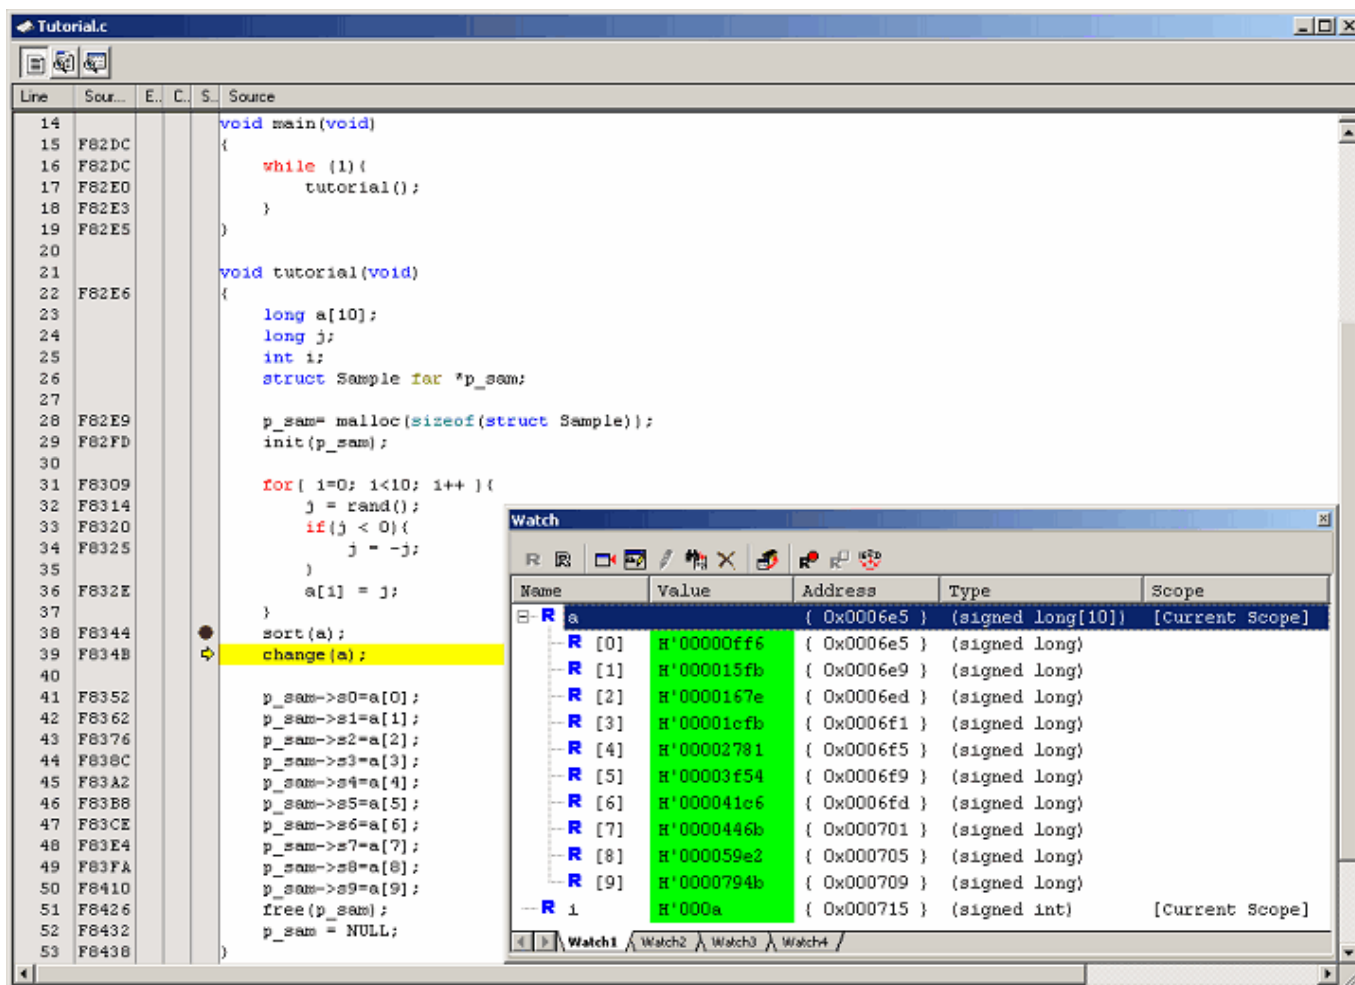 Tutorial.c
Line Sour... E.. C.. S.. Source
14 void main(void)
15 F82DC {
16 F82DC while (1){
17 F82E0 tutorial();
18 F82E3 }
19 F82E5 }
20
21 void tutorial(void)
22 F82E6 {
23 long a[10];
24 long j;
25 int i;
26 struct Sample far *p_sam;
27
28 F82E9 p_sam= malloc(sizeof(struct Sample));
29 F82FD init(p_sam);
30
31 F8309 for( i=0; i<10; i++ ){
32 F8314 j = rand();
33 F8320 if(j < 0){
34 F8325 j = -j;
35 }
36 F832E a[i] = j;
37 }
38 F8344 sort(a);
39 F834B change(a);
40
41 F8352 p_sam->s0=a[0];
42 F8362 p_sam->s1=a[1];
43 F8376 p_sam->s2=a[2];
44 F838C p_sam->s3=a[3];
45 F83A2 p_sam->s4=a[4];
46 F83B8 p_sam->s5=a[5];
47 F83CE p_sam->s6=a[6];
48 F83E4 p_sam->s7=a[7];
49 F83FA p_sam->s8=a[8];
50 F8410 p_sam->s9=a[9];
51 F8426 free(p_sam);
52 F8432 p_sam = NULL;
53 F8438 }
Watch
Name Value Address Type Scope
R a { 0x0006e5 } (signed long[10]) [Current Scope]
R [0] H'00000ff6 { 0x0006e5 } (signed long)
R [1] H'000015fb { 0x0006e9 } (signed long)
R [2] H'0000167e { 0x0006ed } (signed long)
R [3] H'00001cfb { 0x0006f1 } (signed long)
R [4] H'00002781 { 0x0006f5 } (signed long)
R [5] H'00003f54 { 0x0006f9 } (signed long)
R [6] H'000041c6 { 0x0006fd } (signed long)
R [7] H'0000446b { 0x000701 } (signed long)
R [8] H'000059e2 { 0x000705 } (signed long)
R [9] H'0000794b { 0x000709 } (signed long)
R i H'000a { 0x000715 } (signed int) [Current Scope]
Watch1 Watch2 Watch3 Watch4